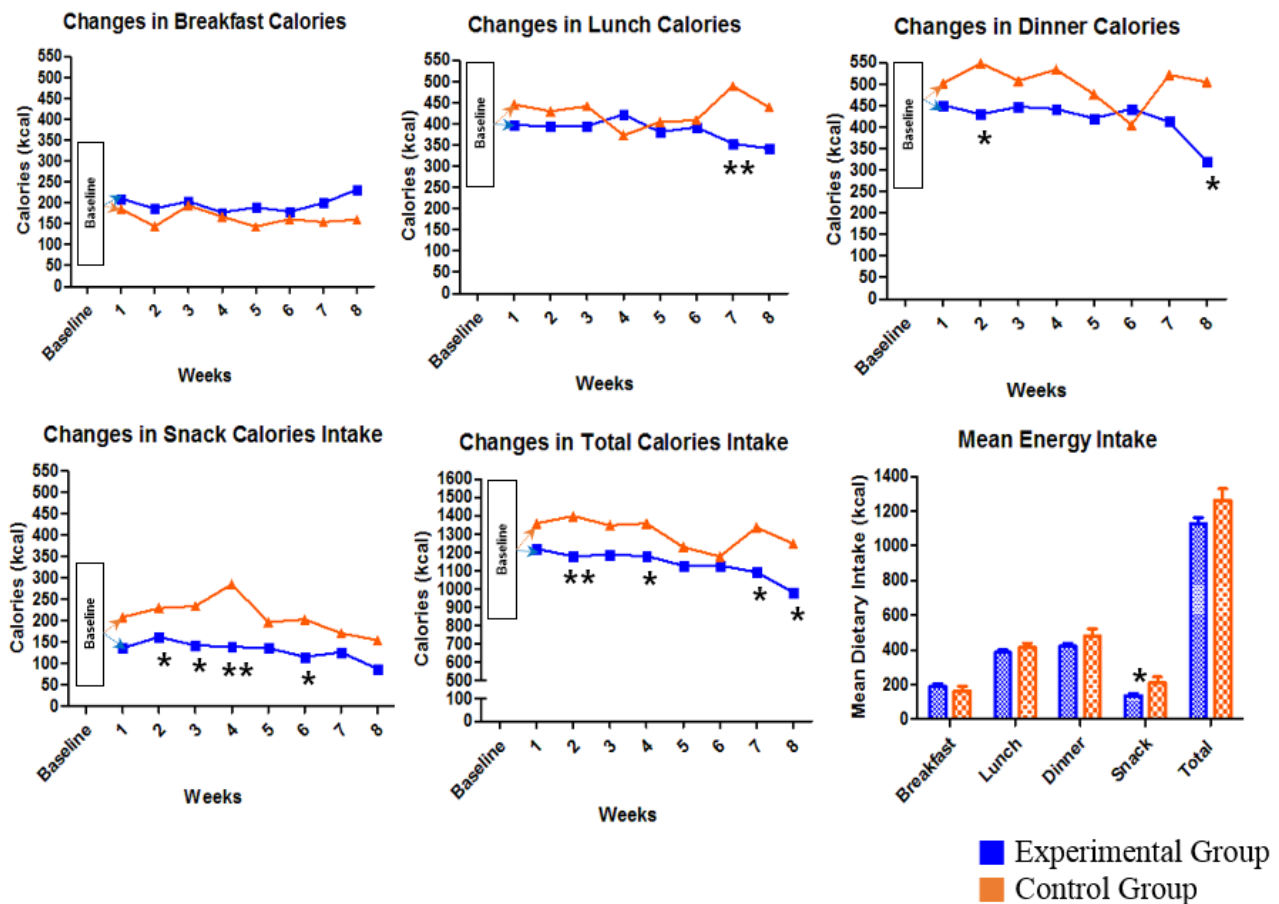 Changes in Breakfast Calories
Calories (kcal)
550
500
450
400
350
300
250
200
150
100
50
0
Baseline
Baseline 1 2 3 4 5 6 7 8
Weeks
Changes in Lunch Calories
Calories (kcal)
550
500
450
400
350
300
250
200
150
100
50
0
Baseline
**
Baseline 1 2 3 4 5 6 7 8
Weeks
Changes in Dinner Calories
Calories (kcal)
550
500
450
400
350
300
250
200
150
100
50
0
Baseline
*
*
Baseline 1 2 3 4 5 6 7 8
Weeks
Changes in Snack Calories Intake
Calories (kcal)
550
500
450
400
350
300
250
200
150
100
50
0
Baseline
* * ** *
Baseline 1 2 3 4 5 6 7 8
Weeks
Changes in Total Calories Intake
Calories (kcal)
1600
1500
1400
1300
1200
1100
1000
900
800
700
600
500
100
0
Baseline
** * * *
Baseline 1 2 3 4 5 6 7 8
Weeks
Mean Energy Intake
Mean Dietary Intake (kcal)
1400
1200
1000
800
600
400
200
0
*
Breakfast Lunch Dinner Snack Total
Experimental Group
Control Group